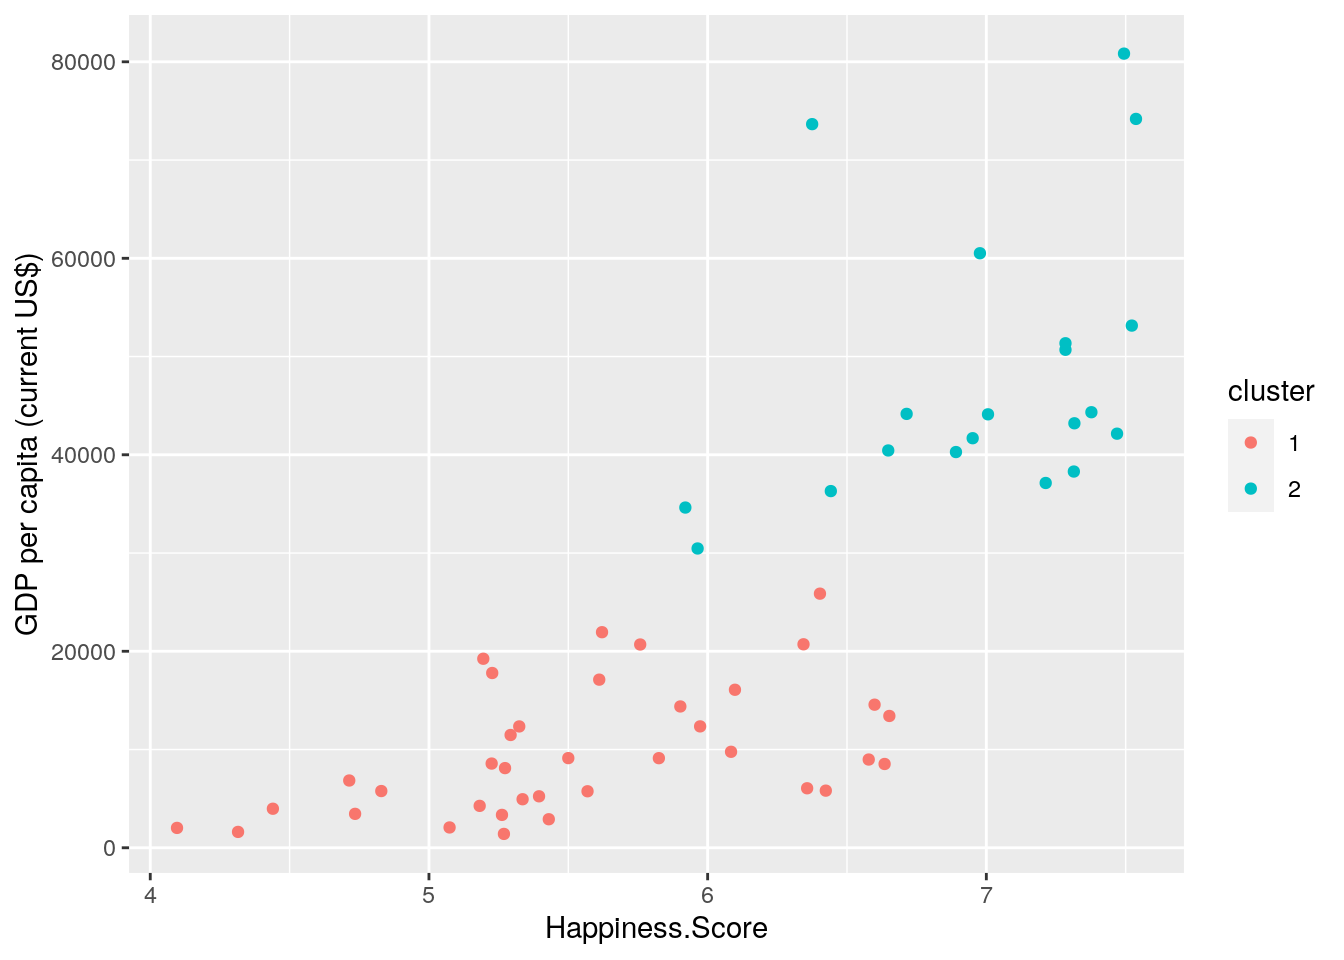 80000
60000
40000
20000
0
4 5 6 7
Happiness.Score
GDP per capita (current US$)
cluster
1
2